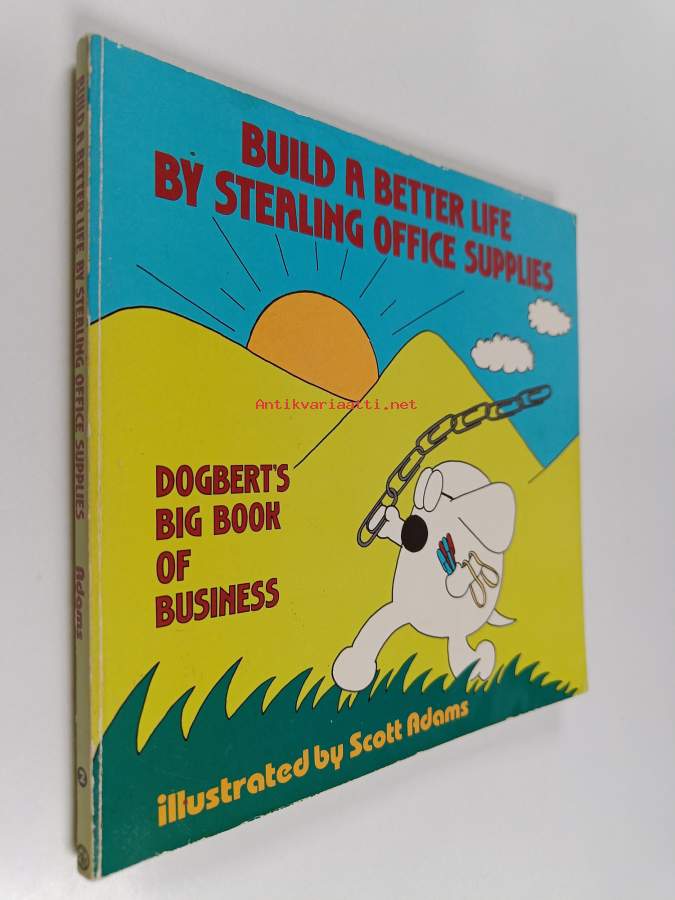 BUILD A BETTER LIFE
BY STEALING OFFICE SUPPLIES
Antikvariaatti.net
DOGBERT'S
BIG BOOK
OF
BUSINESS
illustrated by Scott Adams
BUILD A BETTER LIFE BY STEALING OFFICE SUPPLIES Adams